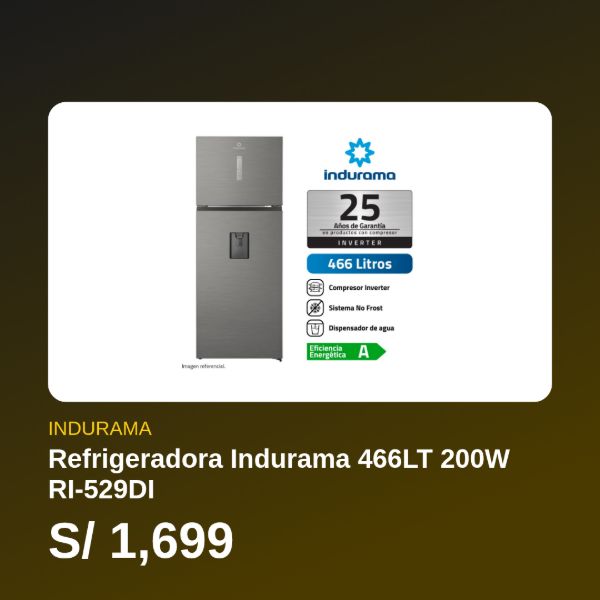 indurama
indurama
25
Años de Garantía
en productos con compresor
INVERTER
466 Litros
Compresor Inverter
Sistema No Frost
Dispensador de agua
Eficiencia
Energética
A
Imagen referencial.
INDURAMA
Refrigeradora Indurama 466LT 200W
RI-529DI
S/ 1,699